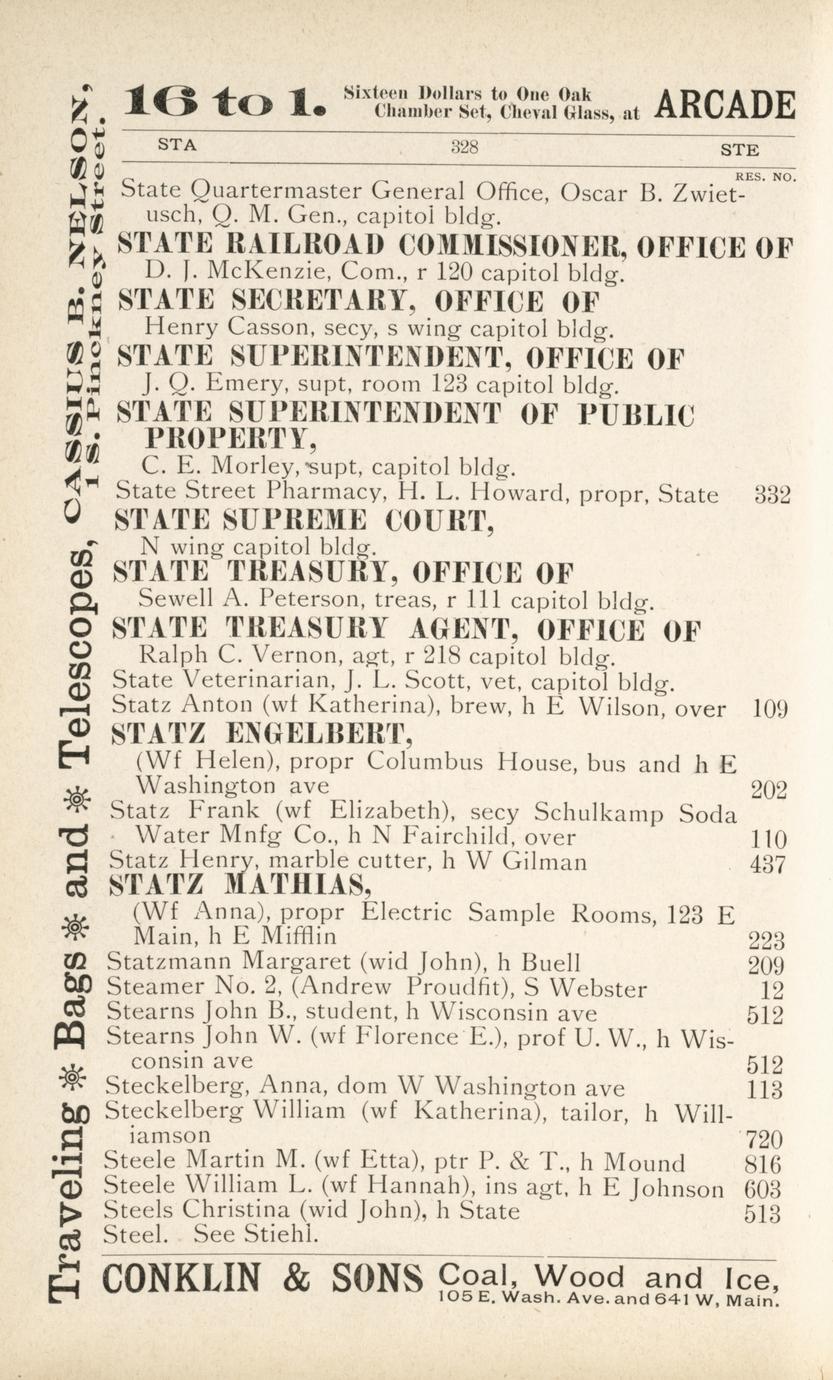 16 to 1. Sixteen Dollars to One Oak
Chamber Set, Cheval Glass, at ARCADE
STA 328 STE
RES. NO.
State Quartermaster General Office, Oscar B. Zwiet-
usch, Q. M. Gen., capitol bldg.
STATE RAILROAD COMMISSIONER, OFFICE OF
D. J. McKenzie, Com., r 120 capitol bldg.
STATE SECRETARY, OFFICE OF
Henry Casson, secy, s wing capitol bldg.
STATE SUPERINTENDENT, OFFICE OF
J. Q. Emery, supt, room 123 capitol bldg.
STATE SUPERINTENDENT OF PUBLIC
PROPERTY,
C. E. Morley, supt, capitol bldg.
State Street Pharmacy, H. L. Howard, propr, State 332
STATE SUPREME COURT,
N wing capitol bldg.
STATE TREASURY, OFFICE OF
Sewell A. Peterson, treas, r 111 capitol bldg.
STATE TREASURY AGENT, OFFICE OF
Ralph C. Vernon, agt, r 218 capitol bldg.
State Veterinarian, J. L. Scott, vet, capitol bldg.
Statz Anton (wf Katherina), brew, h E Wilson, over 109
STATZ ENGELBERT,
(Wf Helen), propr Columbus House, bus and h E
Washington ave 202
Statz Frank (wf Elizabeth), secy Schulkamp Soda
Water Mnfg Co., h N Fairchild, over 110
Statz Henry, marble cutter, h W Gilman 437
STATZ MATHIAS,
(Wf Anna), propr Electric Sample Rooms, 123 E
Main, h E Mifflin 223
Statzmann Margaret (wid John), h Buell 209
Steamer No. 2, (Andrew Proudfit), S Webster 12
Stearns John B., student, h Wisconsin ave 512
Stearns John W. (wf Florence E.), prof U. W., h Wis-
consin ave 512
Steckelberg, Anna, dom W Washington ave 113
Steckelberg William (wf Katherina), tailor, h Will-
iamson 720
Steele Martin M. (wf Etta), ptr P. & T., h Mound 816
Steele William L. (wf Hannah), ins agt, h E Johnson 603
Steels Christina (wid John), h State 513
Steel. See Stiehl.
CONKLIN & SONS Coal, Wood and Ice,
105 E. Wash. Ave. and 641 W, Main.
Traveling ☼ Bags ☼ and ☼ Telescopes, CASSIUS B. NELSON,
1 S. Pinckney Street.